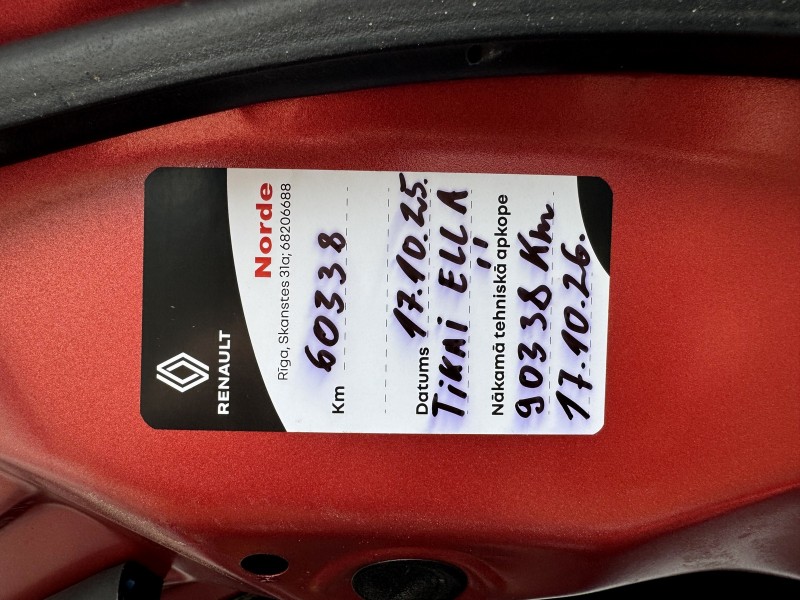 RENAULT
Norde
Rīga, Skanstes 31a; 68206688
Km 60338
Datums 17.10.25.
TiKAi EĻĻA
Nākamā tehniskā apkope
90338 Km
17.10.26.